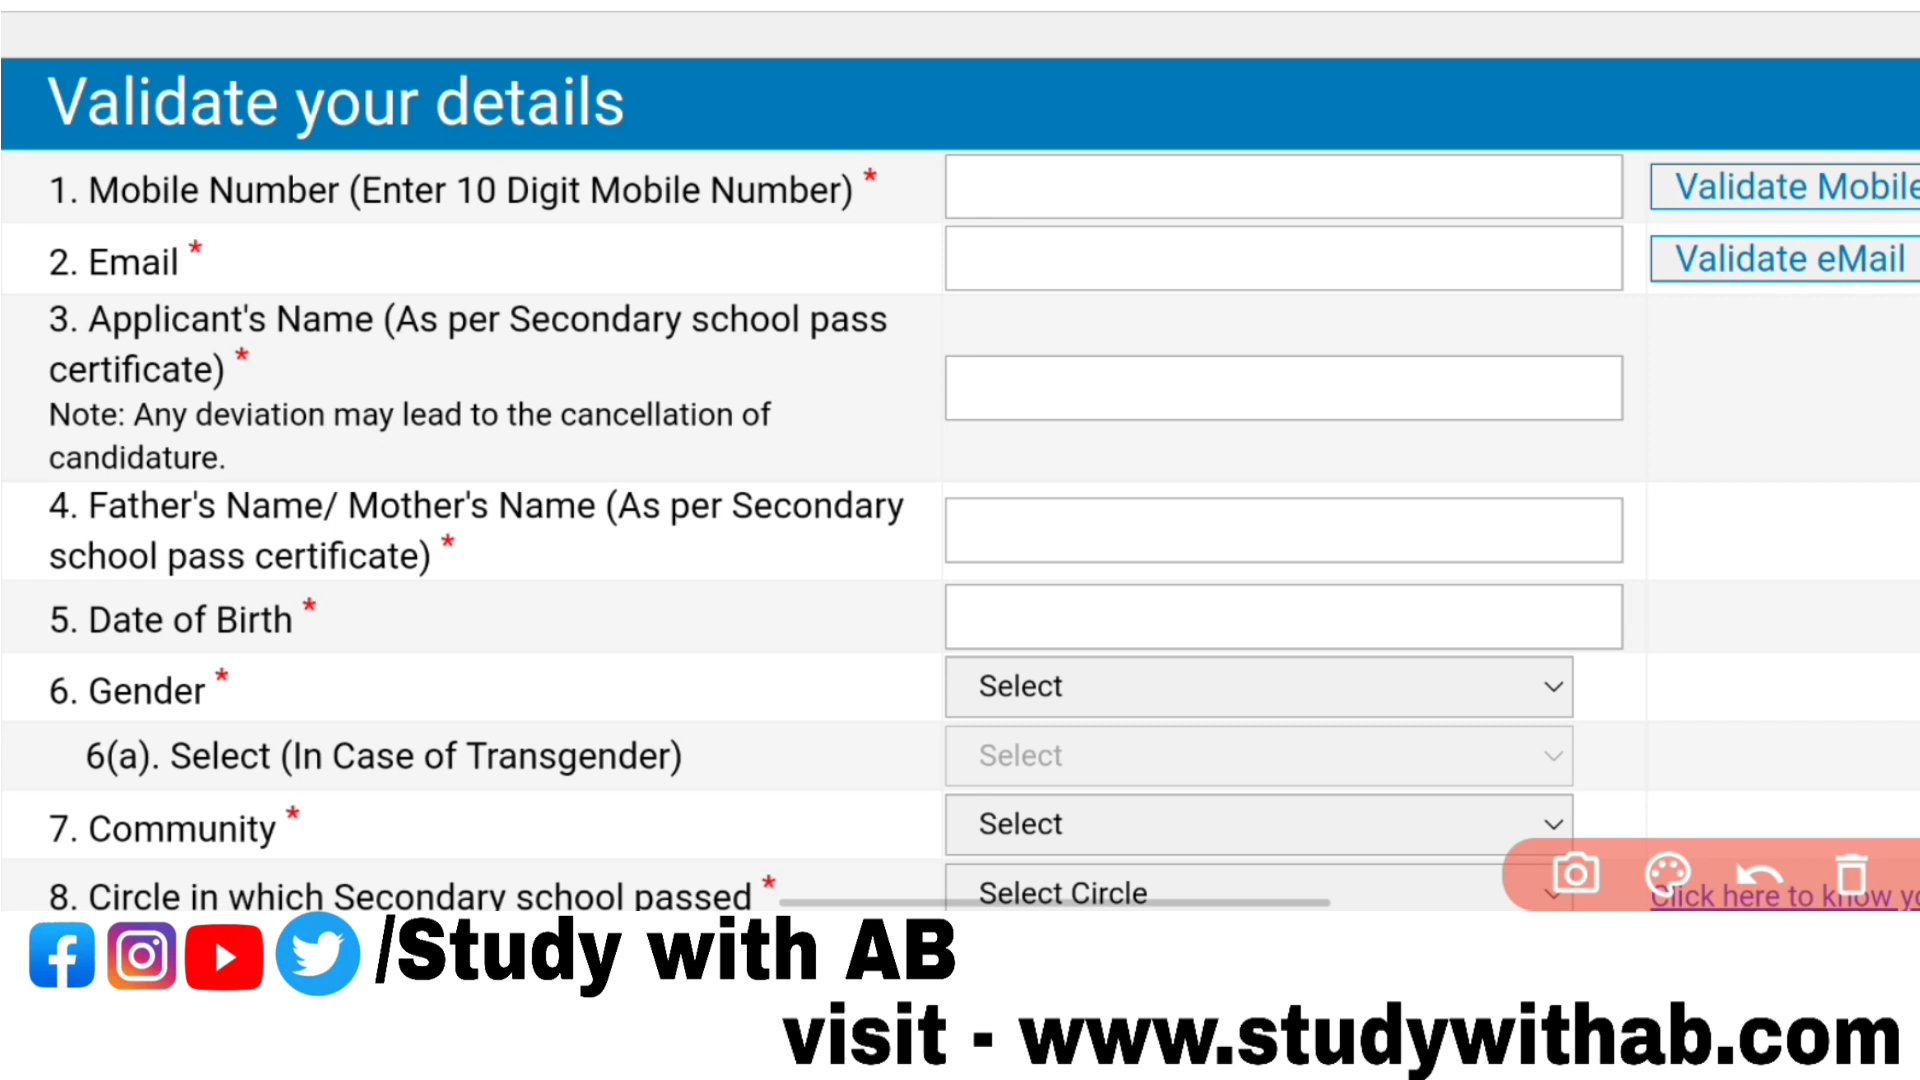 Validate your details
1. Mobile Number (Enter 10 Digit Mobile Number) *
Validate Mobile
2. Email *
Validate eMail
3. Applicant's Name (As per Secondary school pass
certificate) *
Note: Any deviation may lead to the cancellation of
candidature.
4. Father's Name/ Mother's Name (As per Secondary
school pass certificate) *
5. Date of Birth *
6. Gender *
Select
6(a). Select (In Case of Transgender)
Select
7. Community *
Select
8. Circle in which Secondary school passed *
Select Circle
Click here to know
/Study with AB
visit - www.studywithab.com